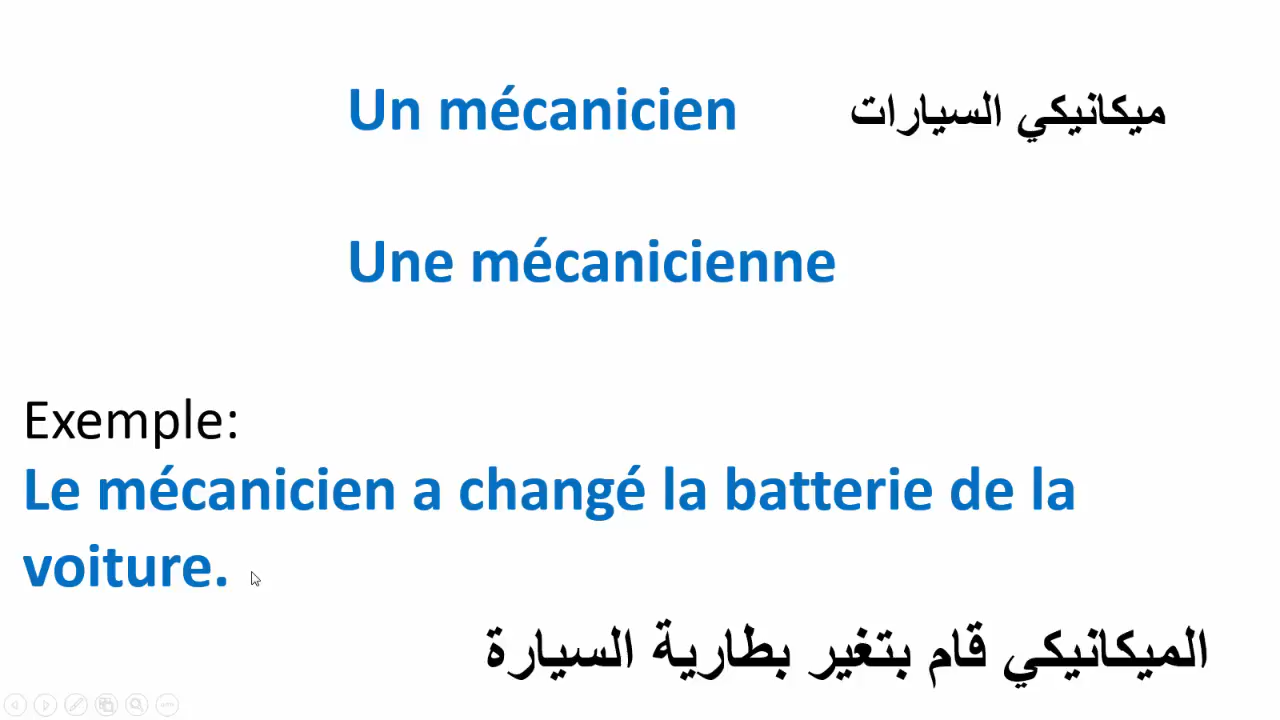 Un mécanicien ميكانيكي السيارات
Une mécanicienne
Exemple:
Le mécanicien a changé la batterie de la
voiture.
الميكانيكي قام بتغير بطارية السيارة